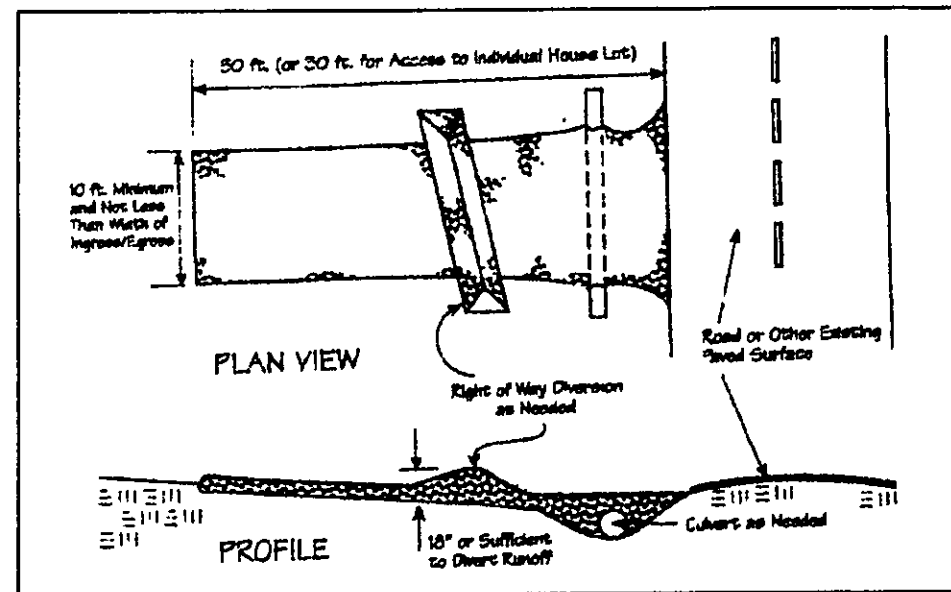 50 ft. (or 30 ft. for Access to Individual House Lot)
10 ft. Minimum
and Not Less
Than Width of
Ingress/Egress
PLAN VIEW
Road or Other Existing
Paved Surface
Right of Way Diversion
as Needed
Culvert as Needed
18" or Sufficient
to Divert Runoff
PROFILE